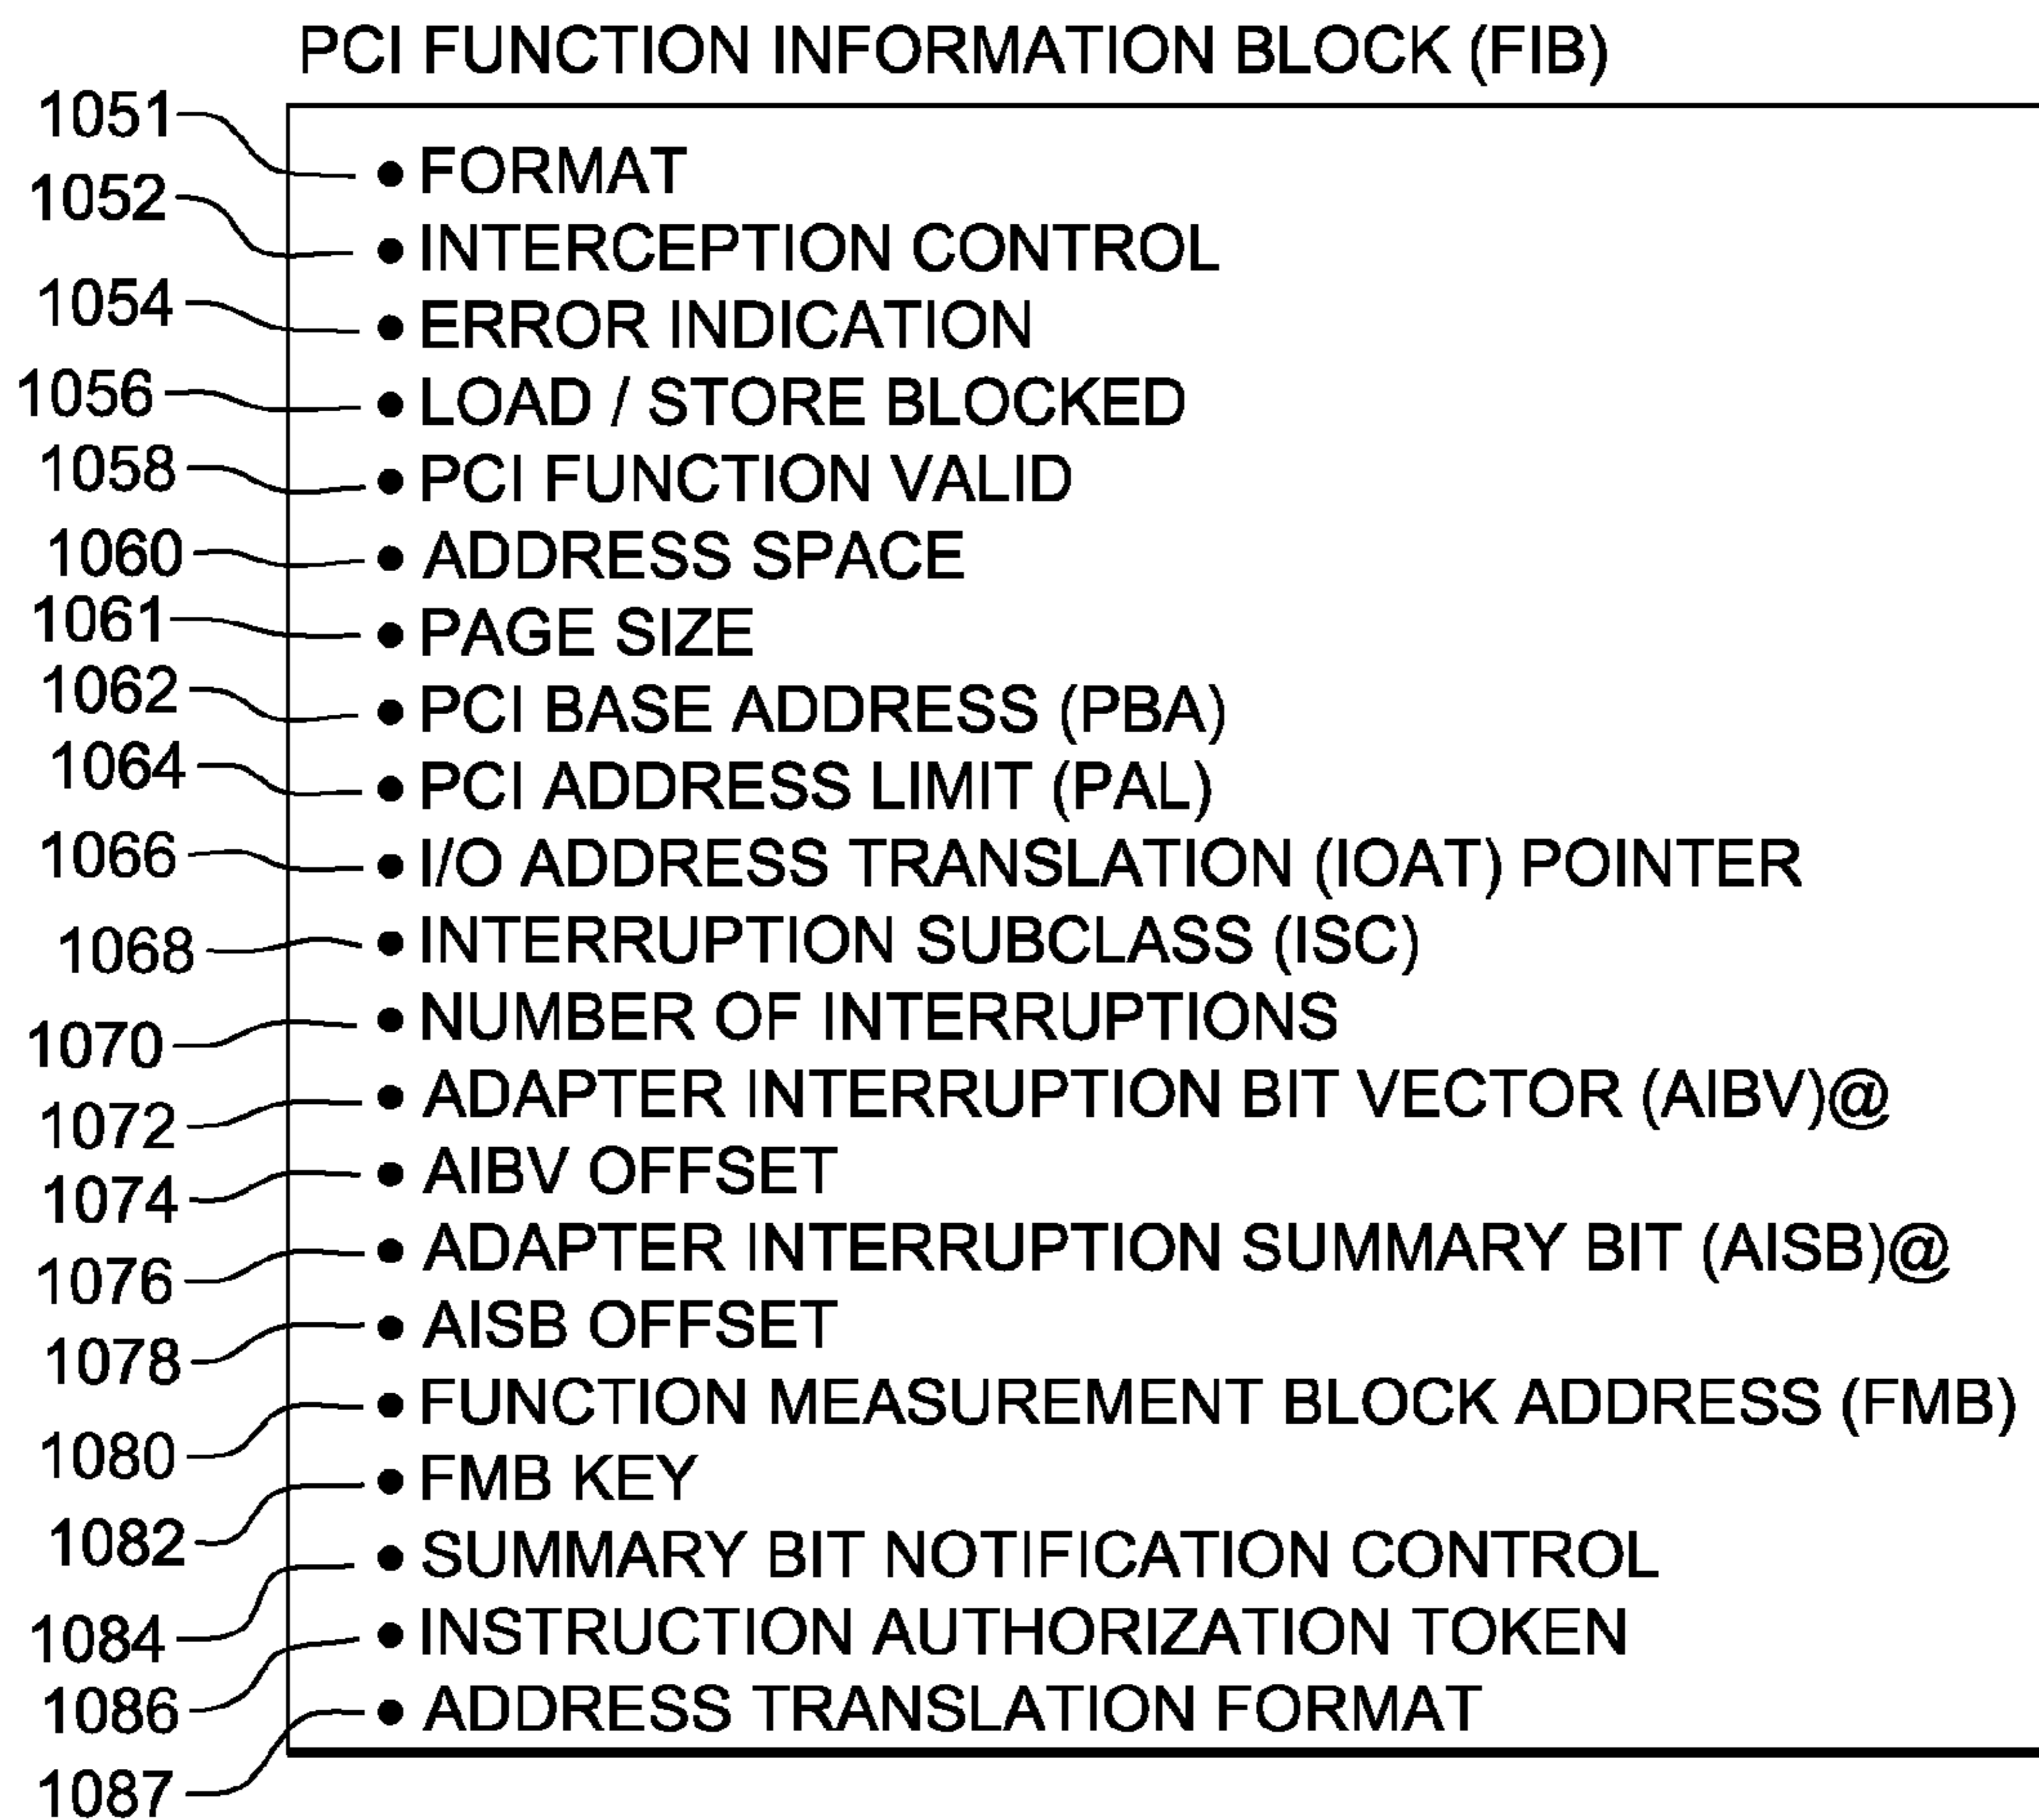 PCI FUNCTION INFORMATION BLOCK (FIB)
1051 • FORMAT
1052 • INTERCEPTION CONTROL
1054 • ERROR INDICATION
1056 • LOAD / STORE BLOCKED
1058 • PCI FUNCTION VALID
1060 • ADDRESS SPACE
1061 • PAGE SIZE
1062 • PCI BASE ADDRESS (PBA)
1064 • PCI ADDRESS LIMIT (PAL)
1066 • I/O ADDRESS TRANSLATION (IOAT) POINTER
1068 • INTERRUPTION SUBCLASS (ISC)
1070 • NUMBER OF INTERRUPTIONS
1072 • ADAPTER INTERRUPTION BIT VECTOR (AIBV)@
1074 • AIBV OFFSET
1076 • ADAPTER INTERRUPTION SUMMARY BIT (AISB)@
1078 • AISB OFFSET
1080 • FUNCTION MEASUREMENT BLOCK ADDRESS (FMB)
1082 • FMB KEY
1084 • SUMMARY BIT NOTIFICATION CONTROL
1086 • INSTRUCTION AUTHORIZATION TOKEN
1087 • ADDRESS TRANSLATION FORMAT